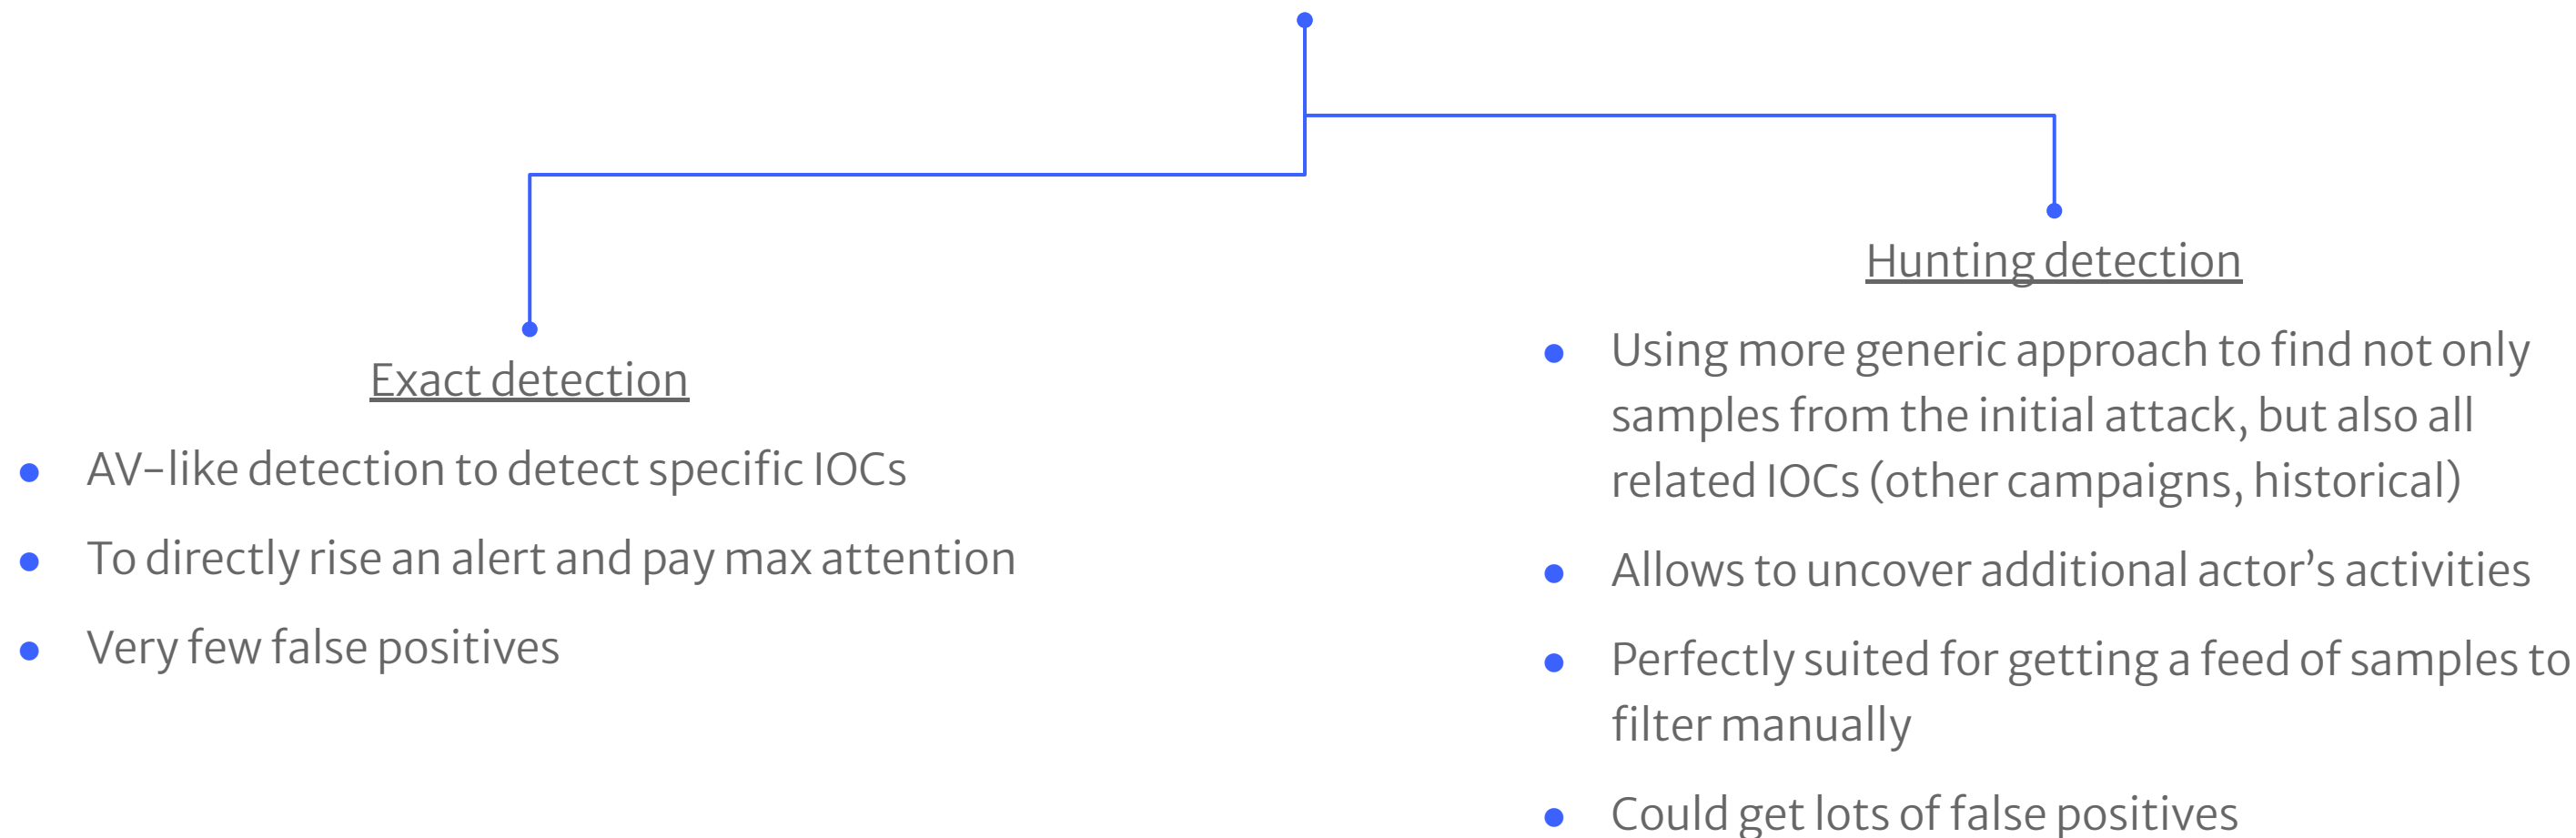 Exact detection
AV-like detection to detect specific IOCs
To directly rise an alert and pay max attention
Very few false positives
Hunting detection
Using more generic approach to find not only
samples from the initial attack, but also all
related IOCs (other campaigns, historical)
Allows to uncover additional actor’s activities
Perfectly suited for getting a feed of samples to
filter manually
Could get lots of false positives